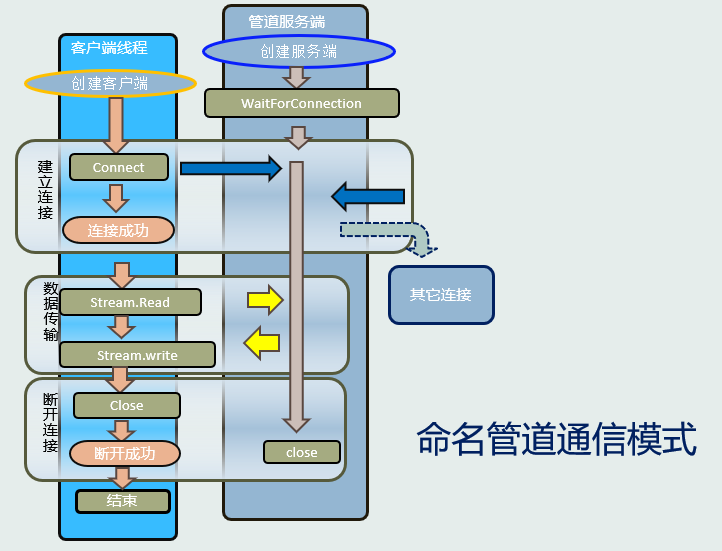 管道服务端
客户端线程
创建服务端
创建客户端
WaitForConnection
建立连接
Connect
连接成功
其它连接
数据传输
Stream.Read
Stream.write
断开连接
Close
断开成功
close
结束
命名管道通信模式